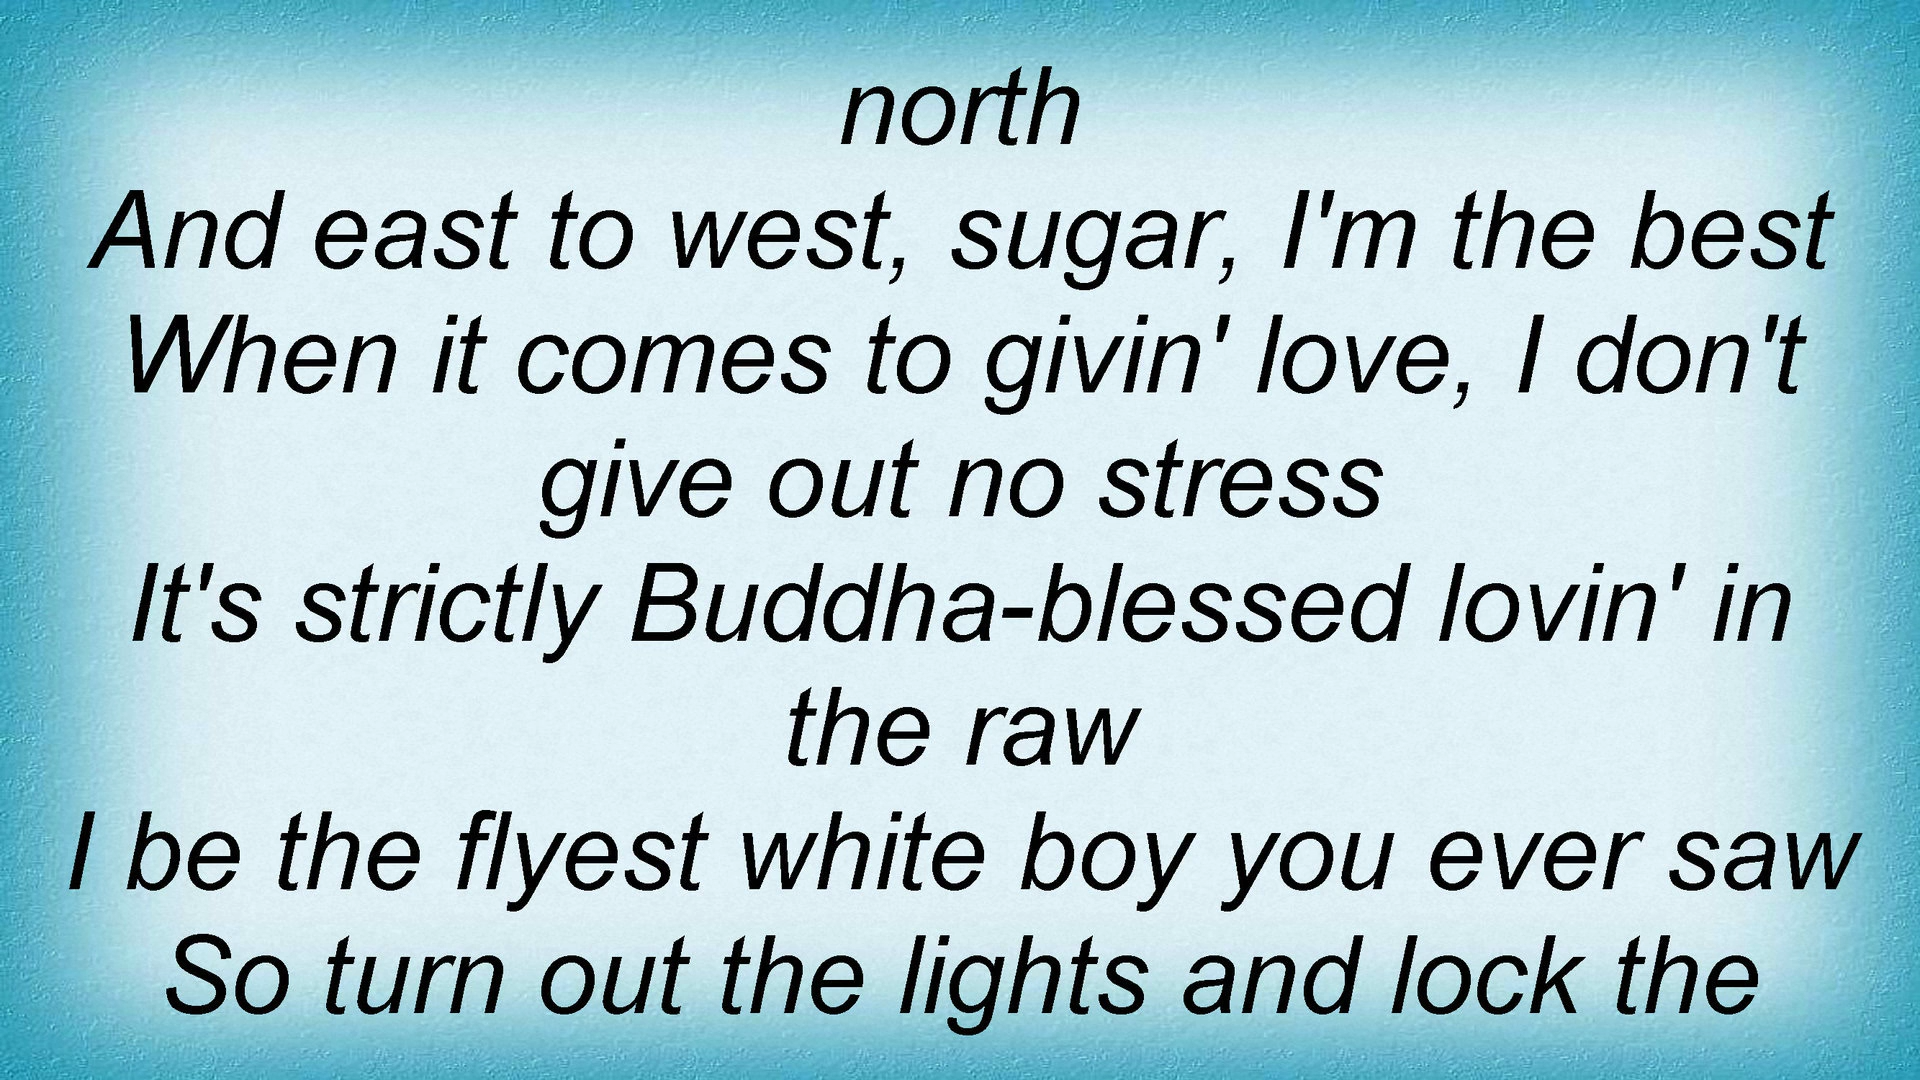 north
And east to west, sugar, I'm the best
When it comes to givin' love, I don't
give out no stress
It's strictly Buddha-blessed lovin' in
the raw
I be the flyest white boy you ever saw
So turn out the lights and lock the